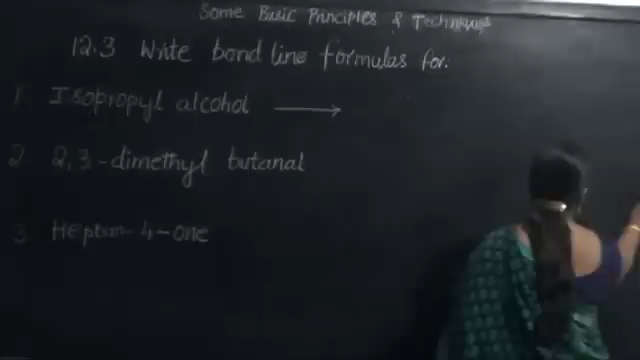 Some Basic Principles & Techniques
12.3 Write bond line formulas for:
1. Isopropyl alcohol ⟶
2. 2,3-dimethyl butanal
3. Heptan-4-one